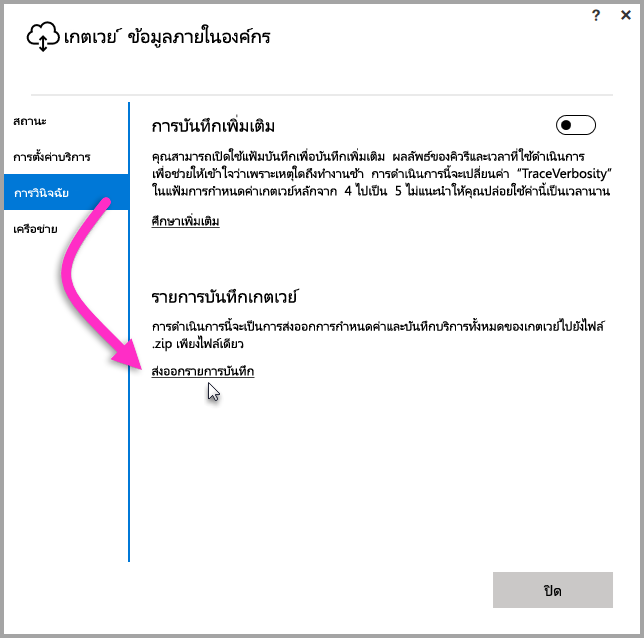 ? ×
เกตเวย์ ข้อมูลภายในองค์กร
สถานะ
การตั้งค่าบริการ
การวินิจฉัย
เครือข่าย
การบันทึกเพิ่มเติม
คุณสามารถเปิดใช้แฟ้มบันทึกเพื่อบันทึกเพิ่มเติม ผลลัพธ์ของคิวรีและเวลาที่ใช้ดำเนินการ
เพื่อช่วยให้เข้าใจว่าเพราะเหตุใดถึงทำงานช้า การดำเนินการนี้จะเปลี่ยนค่า "TraceVerbosity"
ในแฟ้มการกำหนดค่าเกตเวย์หลักจาก 4 ไปเป็น 5 ไม่แนะนำให้คุณปล่อยใช้ค่านี้เป็นเวลานาน
ศึกษาเพิ่มเติม
รายการบันทึกเกตเวย์
การดำเนินการนี้จะเป็นการส่งออกการกำหนดค่าและบันทึกบริการทั้งหมดของเกตเวย์ไปยังไฟล์
.zip เพียงไฟล์เดียว
ส่งออกรายการบันทึก
ปิด